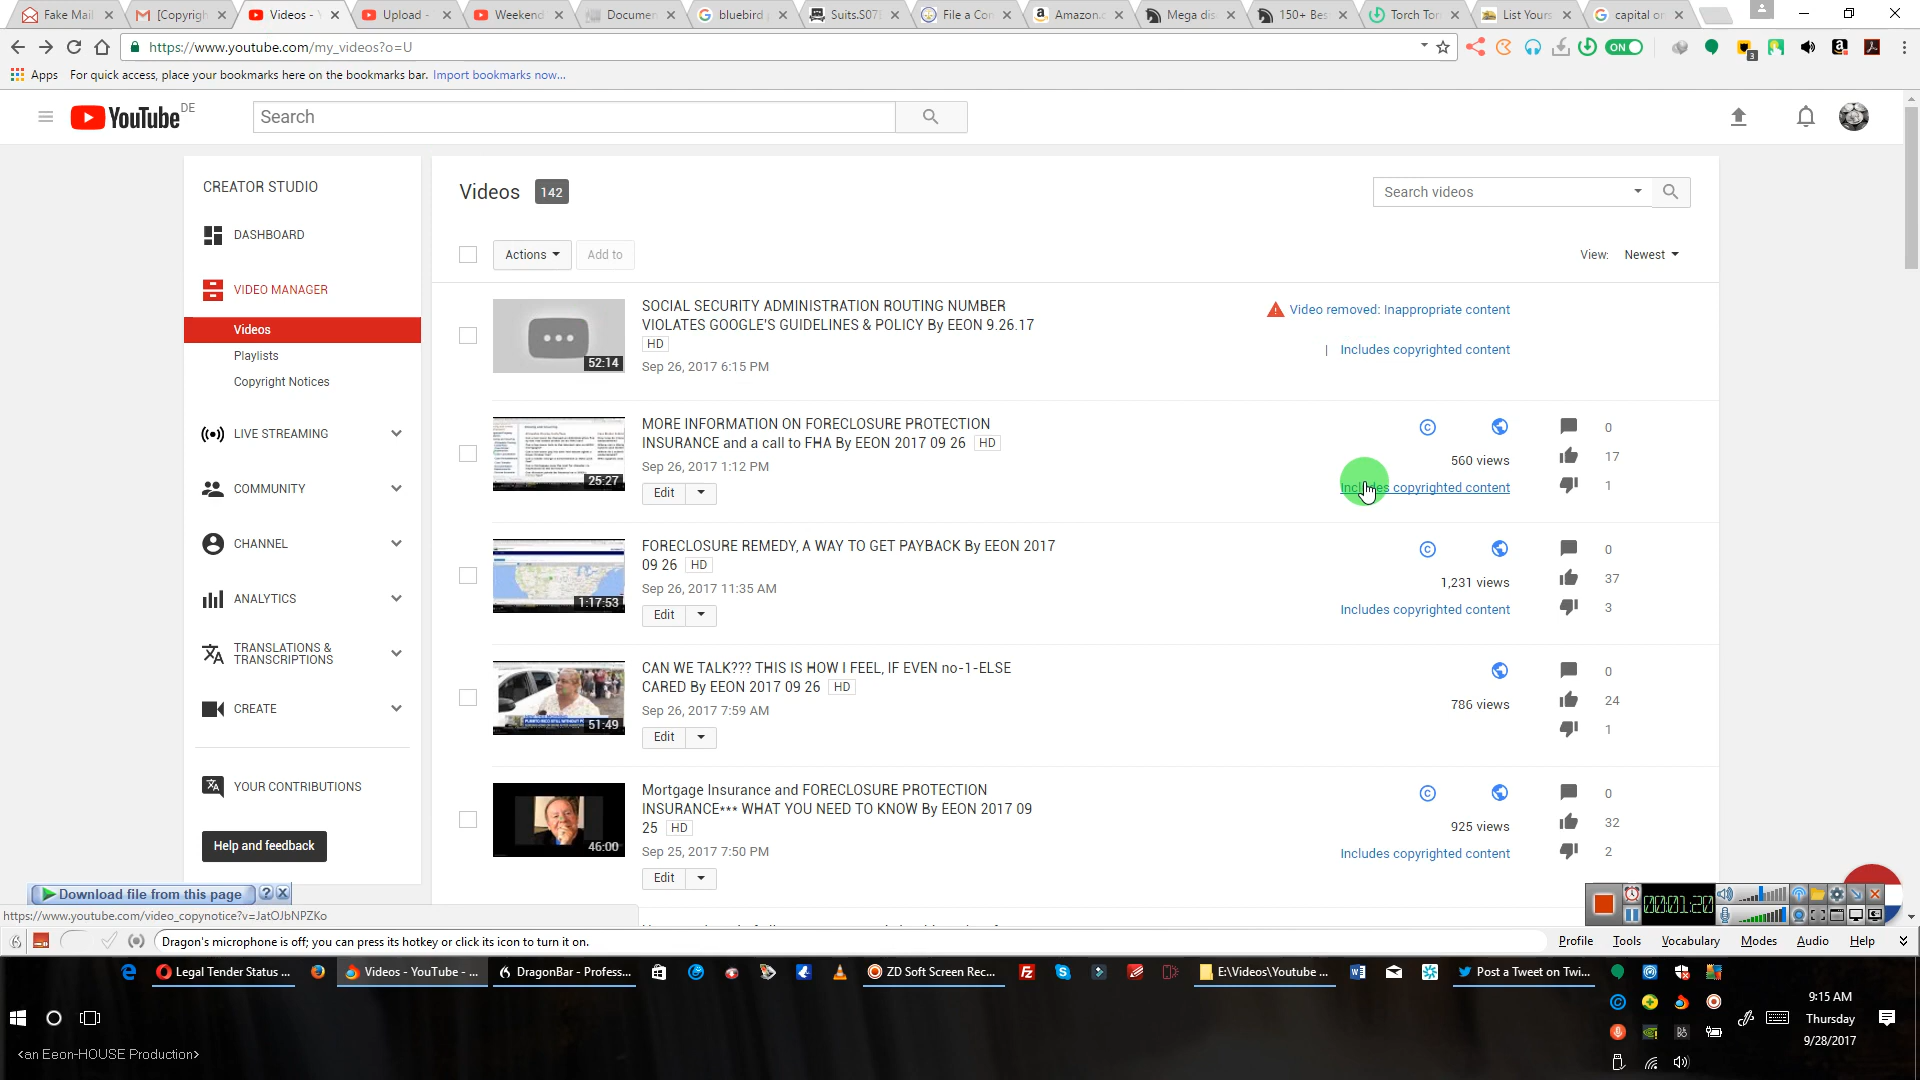 Fake Mail
[Copyrigh
Videos -
Upload -
Weekend
Documen
bluebird
Suits.S07
File a Co
Amazon.c
Mega dis
150+ Bes
Torch Tor
List Yours
capital or
https://www.youtube.com/my_videos?o=U
ON
3
Apps
For quick access, place your bookmarks here on the bookmarks bar. Import bookmarks now...
YouTube DE
Search
CREATOR STUDIO
DASHBOARD
VIDEO MANAGER
Videos
Playlists
Copyright Notices
LIVE STREAMING
COMMUNITY
CHANNEL
ANALYTICS
TRANSLATIONS &
TRANSCRIPTIONS
CREATE
YOUR CONTRIBUTIONS
Help and feedback
Videos 142
Search videos
Actions
Add to
View: Newest
52:14
SOCIAL SECURITY ADMINISTRATION ROUTING NUMBER
VIOLATES GOOGLE'S GUIDELINES & POLICY By EEON 9.26.17
HD
Sep 26, 2017 6:15 PM
Video removed: Inappropriate content
| Includes copyrighted content
25:27
MORE INFORMATION ON FORECLOSURE PROTECTION
INSURANCE and a call to FHA By EEON 2017 09 26 HD
Sep 26, 2017 1:12 PM
Edit
560 views
Includes copyrighted content
0
17
1
1:17:53
FORECLOSURE REMEDY, A WAY TO GET PAYBACK By EEON 2017
09 26 HD
Sep 26, 2017 11:35 AM
Edit
1,231 views
Includes copyrighted content
0
37
3
PUERTO RICO STILL WITHOUT
51:49
CAN WE TALK??? THIS IS HOW I FEEL, IF EVEN no-1-ELSE
CARED By EEON 2017 09 26 HD
Sep 26, 2017 7:59 AM
Edit
786 views
0
24
1
46:00
Mortgage Insurance and FORECLOSURE PROTECTION
INSURANCE*** WHAT YOU NEED TO KNOW By EEON 2017 09
25 HD
Sep 25, 2017 7:50 PM
Edit
925 views
Includes copyrighted content
0
32
2
Download file from this page
https://www.youtube.com/video_copynotice?v=JatOJbNPZKo
00:01:20
Dragon's microphone is off; you can press its hotkey or click its icon to turn it on.
Profile Tools Vocabulary Modes Audio Help
Legal Tender Status ...
Videos - YouTube - ...
DragonBar - Profess...
ZD Soft Screen Rec...
E:\Videos\Youtube ...
Post a Tweet on Twi...
9:15 AM
Thursday
9/28/2017
<an Eeon-HOUSE Production>